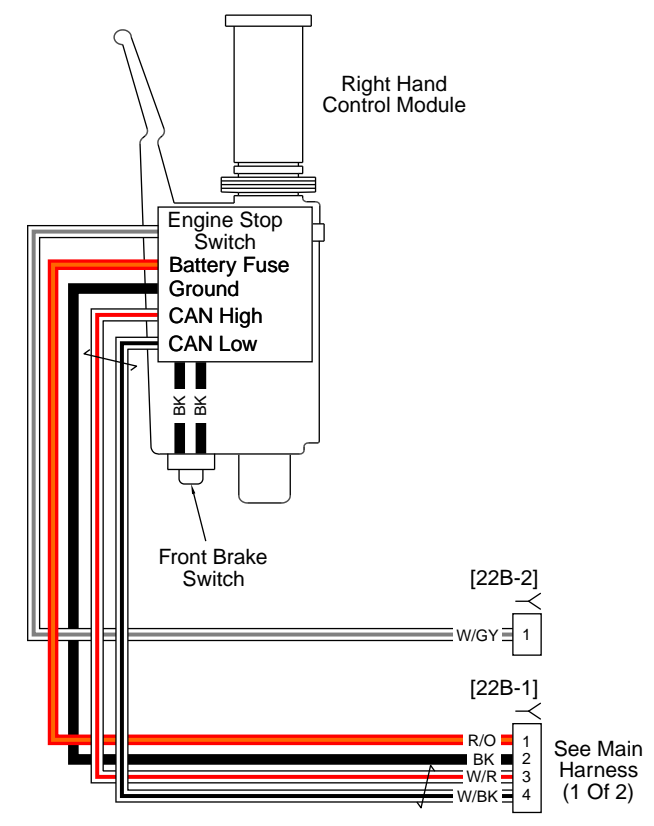 Right Hand
Control Module
Engine Stop
Switch
Battery Fuse
Ground
CAN High
CAN Low
BK
BK
Front Brake
Switch
[22B-2]
W/GY
1
[22B-1]
R/O
1
BK
2
W/R
3
W/BK
4
See Main
Harness
(1 Of 2)